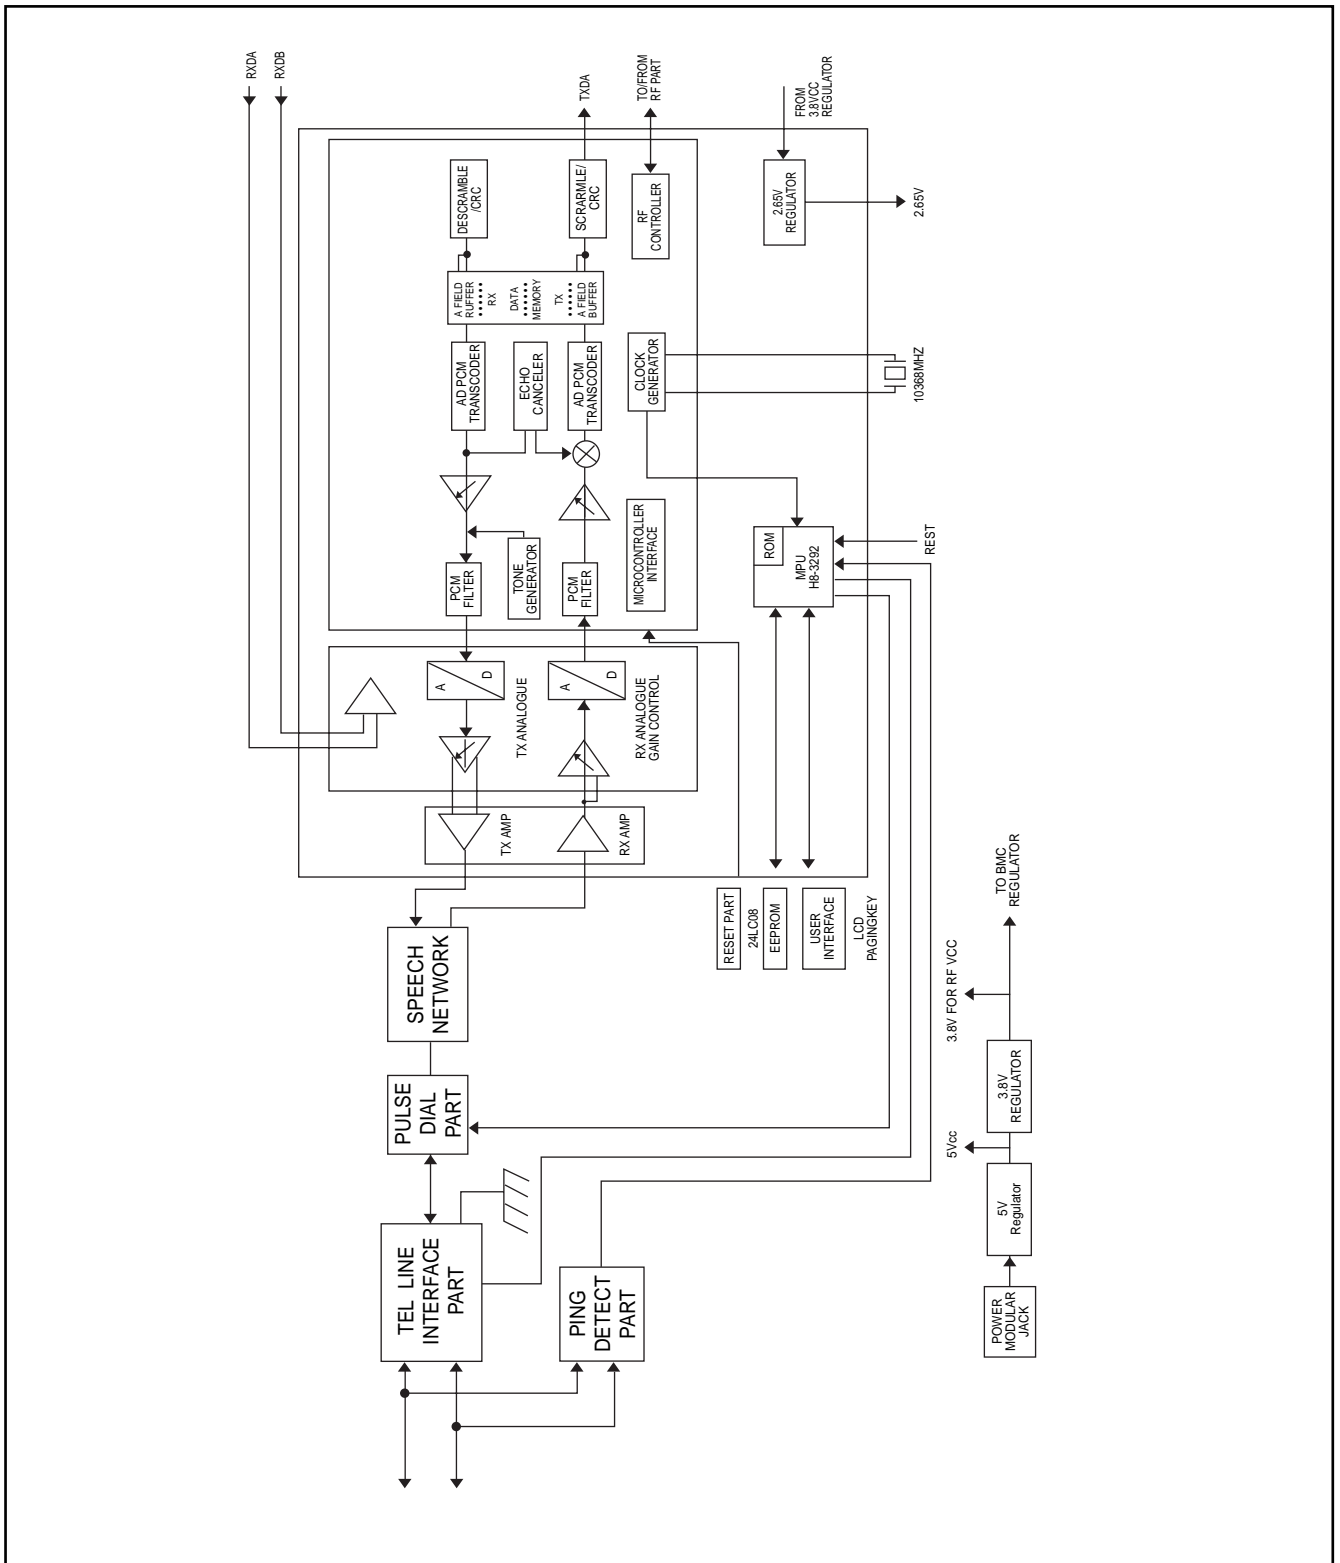 RXDA
RXDB
TXDA
TO/FROM
RF PART
FROM
3.8VCC
REGULATOR
DESCRAMBLE
/CRC
SCRARMLE/
CRC
RF
CONTROLLER
2.65V
REGULATOR
2.65V
A FIELD
RUFFER
RX
DATA
MEMORY
TX
A FIELD
BUFFER
AD PCM
TRANSCODER
ECHO
CANCELER
AD PCM
TRANSCODER
CLOCK
GENERATOR
10368MHZ
PCM
FILTER
TONE
GENERATOR
PCM
FILTER
MICROCONTROLLER
INTERFACE
ROM
MPU
H8-3292
REST
A
D
TX ANALOGUE
A
D
RX ANALOGUE
GAIN CONTROL
TX AMP
RX AMP
SPEECH
NETWORK
RESET PART
24LC08
EEPROM
USER
INTERFACE
LCD
PAGINGKEY
PULSE
DIAL
PART
TEL LINE
INTERFACE
PART
PING
DETECT
PART
TO BMC
REGULATOR
3.8V FOR RF VCC
3.8V
REGULATOR
5Vcc
5V
Regulator
POWER
MODULAR
JACK